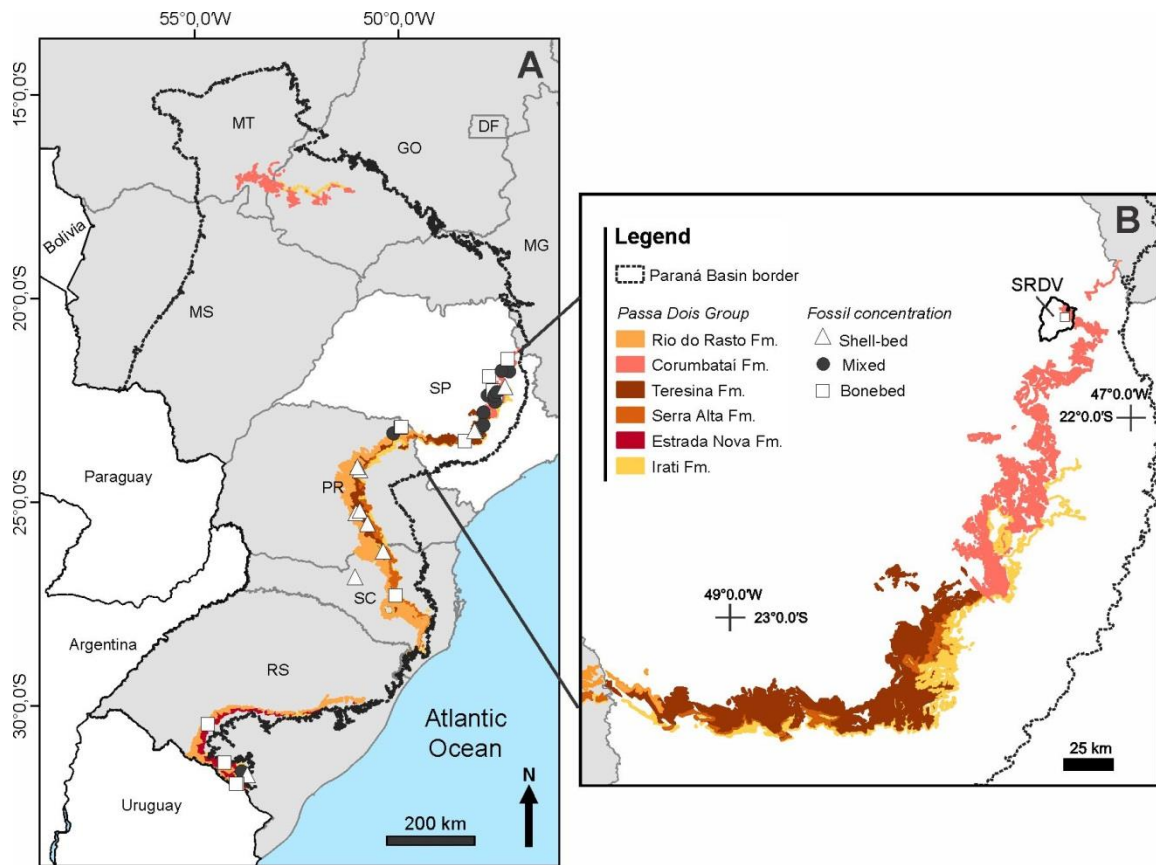 55°0,0'W
50°0,0'W
A
15°0,0'S
20°0,0'S
25°0,0'S
30°0,0'S
MT
DF
GO
Bolívia
MG
MS
SP
Paraguay
PR
SC
Argentina
RS
Atlantic
Ocean
Uruguay
N
200 km
B
Legend
Paraná Basin border
Passa Dois Group
Rio do Rasto Fm.
Corumbataí Fm.
Teresina Fm.
Serra Alta Fm.
Estrada Nova Fm.
Irati Fm.
Fossil concentration
Shell-bed
Mixed
Bonebed
SRDV
47°0.0'W
22°0.0'S
49°0.0'W
23°0.0'S
25 km